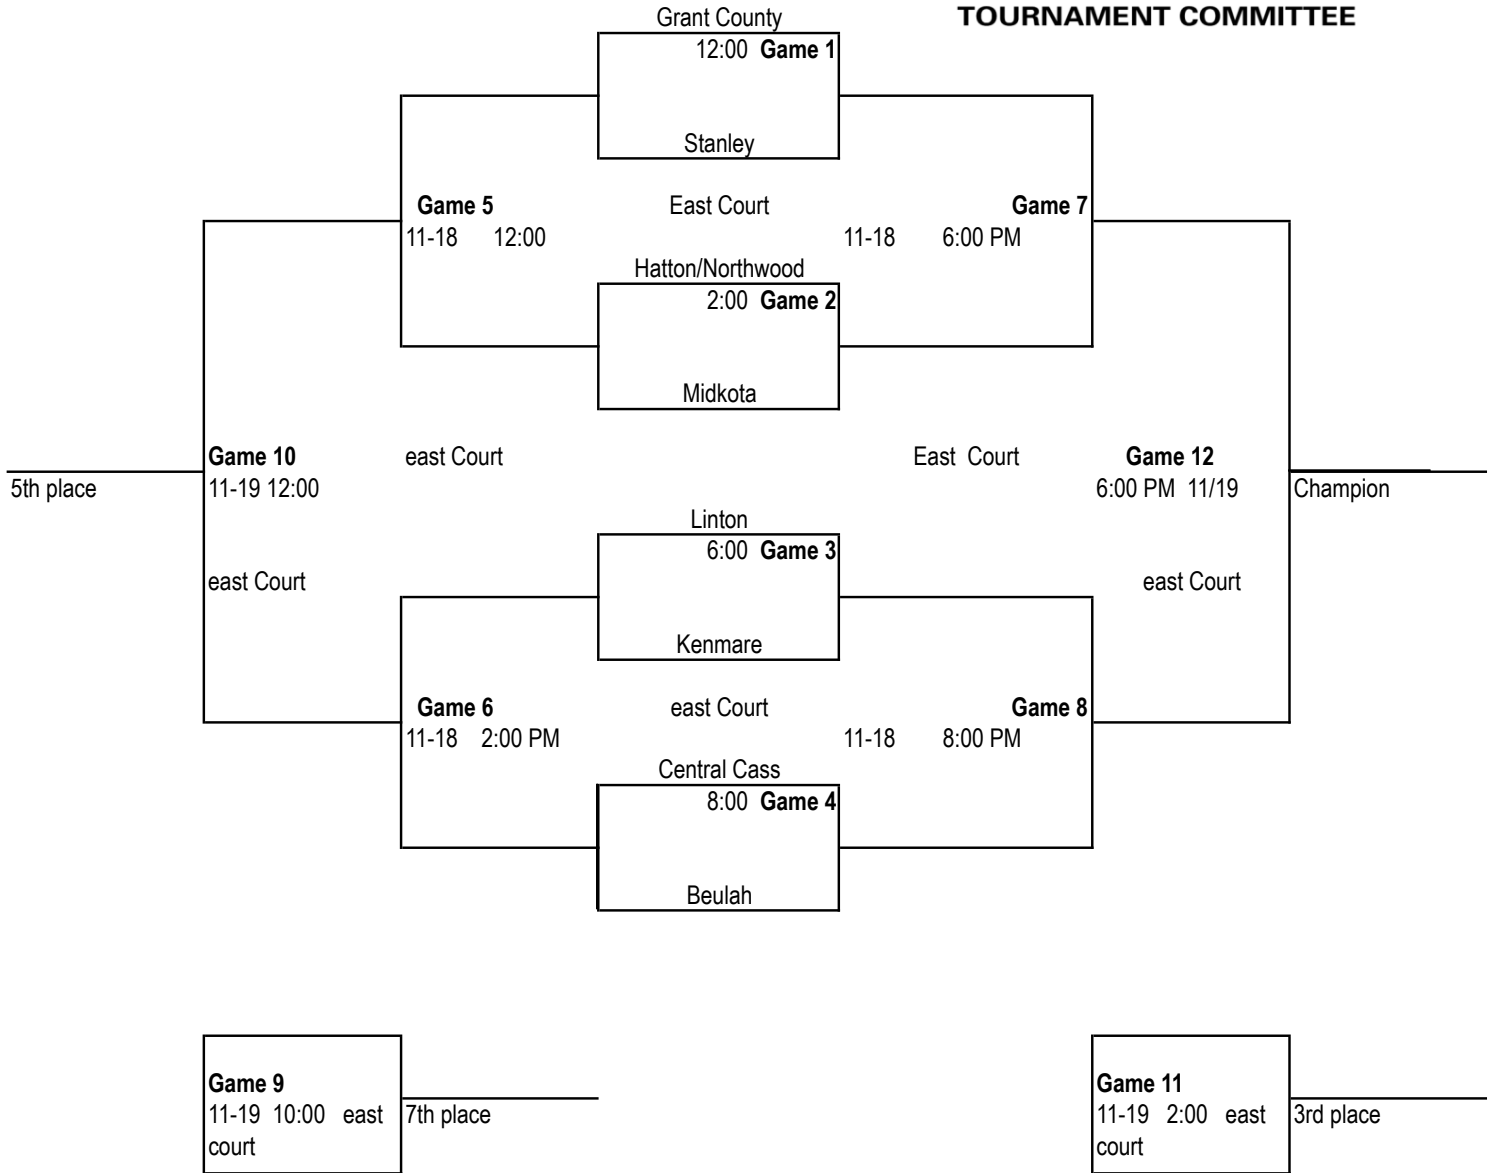 TOURNAMENT COMMITTEE
Grant County
12:00 Game 1
Stanley
Game 5 East Court Game 7
11-18 12:00 11-18 6:00 PM
Hatton/Northwood
2:00 Game 2
Midkota
Game 10 east Court East Court Game 12
5th place 11-19 12:00 6:00 PM 11/19 Champion
Linton
6:00 Game 3
east Court east Court
Kenmare
Game 6 east Court Game 8
11-18 2:00 PM 11-18 8:00 PM
Central Cass
8:00 Game 4
Beulah
Game 9
11-19 10:00 east
court
7th place
Game 11
11-19 2:00 east
court
3rd place